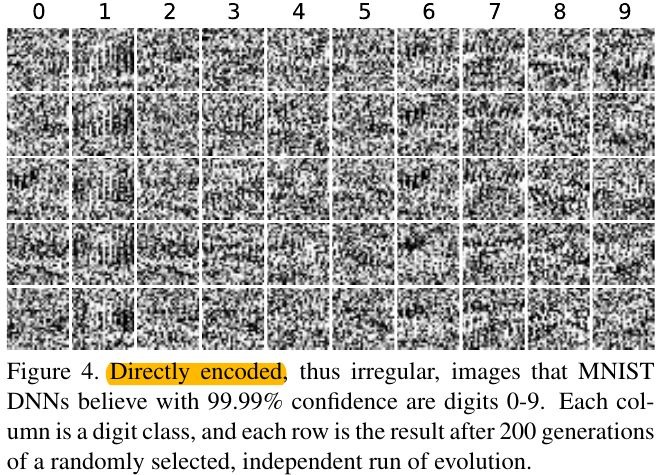 0 1 2 3 4 5 6 7 8 9
Figure 4. Directly encoded, thus irregular, images that MNIST
DNNs believe with 99.99% confidence are digits 0-9. Each col-
umn is a digit class, and each row is the result after 200 generations
of a randomly selected, independent run of evolution.